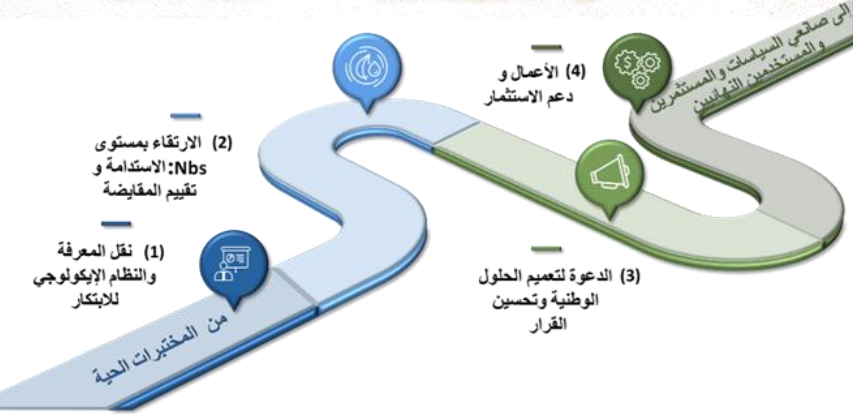 من المختبرات الحية
(1) نقل المعرفة
والنظام الإيكولوجي
للابتكار
(2) الارتقاء بمستوى
Nbs: الاستدامة و
تقييم المقايضة
(3) الدعوة لتعميم الحلول
الوطنية وتحسين
القرار
(4) الأعمال و
دعم الاستثمار
إلى صانعي السياسات والمستثمرين
والمستخدمين النهائيين